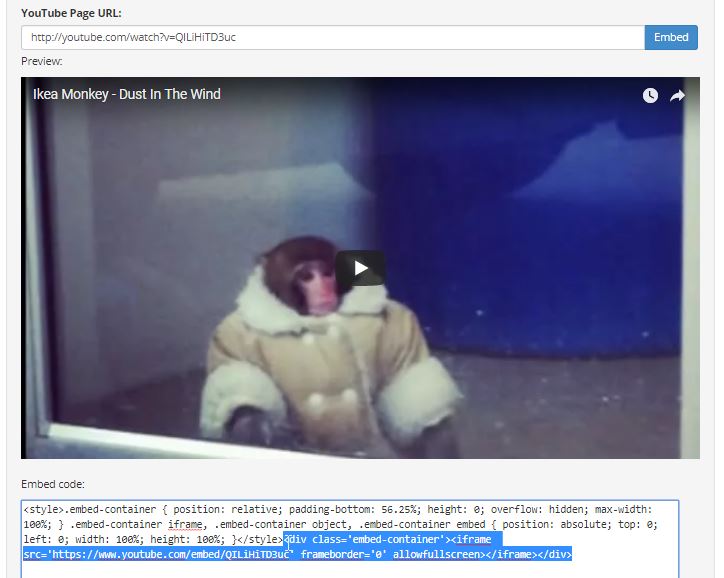 YouTube Page URL:
http://youtube.com/watch?v=QILiHiTD3uc
Embed
Preview:
Ikea Monkey - Dust In The Wind
Embed code:
<style>.embed-container { position: relative; padding-bottom: 56.25%; height: 0; overflow: hidden; max-width:
100%; } .embed-container iframe, .embed-container object, .embed-container embed { position: absolute; top: 0;
left: 0; width: 100%; height: 100%; }</style><div class='embed-container'><iframe
src='https://www.youtube.com/embed/QILiHiTD3uc' frameborder='0' allowfullscreen></iframe></div>